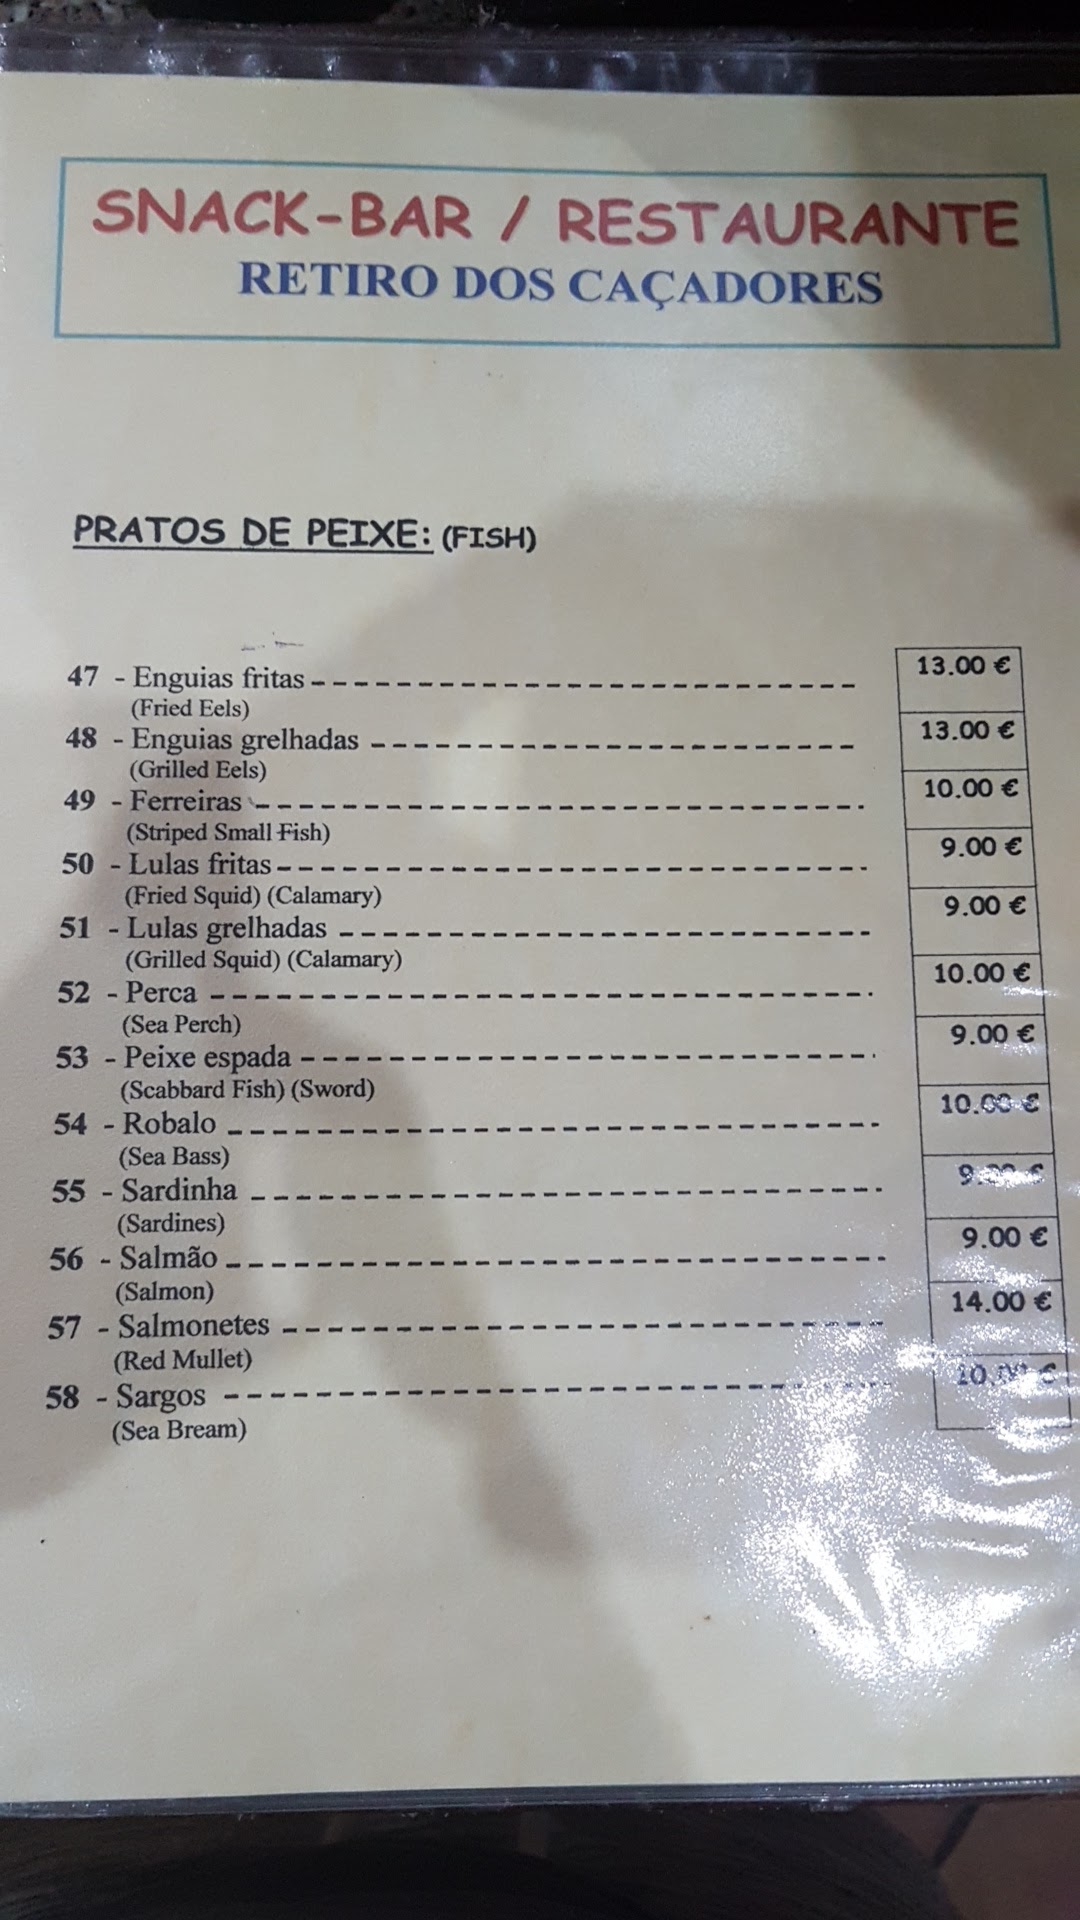 SNACK-BAR / RESTAURANTE
RETIRO DOS CAÇADORES
PRATOS DE PEIXE: (FISH)
47 - Enguias fritas 13.00 €
(Fried Eels)
48 - Enguias grelhadas 13.00 €
(Grilled Eels)
49 - Ferreiras 10.00 €
(Striped Small Fish)
50 - Lulas fritas 9.00 €
(Fried Squid) (Calamary)
51 - Lulas grelhadas 9.00 €
(Grilled Squid) (Calamary)
52 - Perca 10.00 €
(Sea Perch)
53 - Peixe espada 9.00 €
(Scabbard Fish) (Sword)
54 - Robalo 10.00 €
(Sea Bass)
55 - Sardinha
(Sardines)
56 - Salmão 9.00 €
(Salmon)
57 - Salmonetes 14.00 €
(Red Mullet)
58 - Sargos 10.00 €
(Sea Bream)